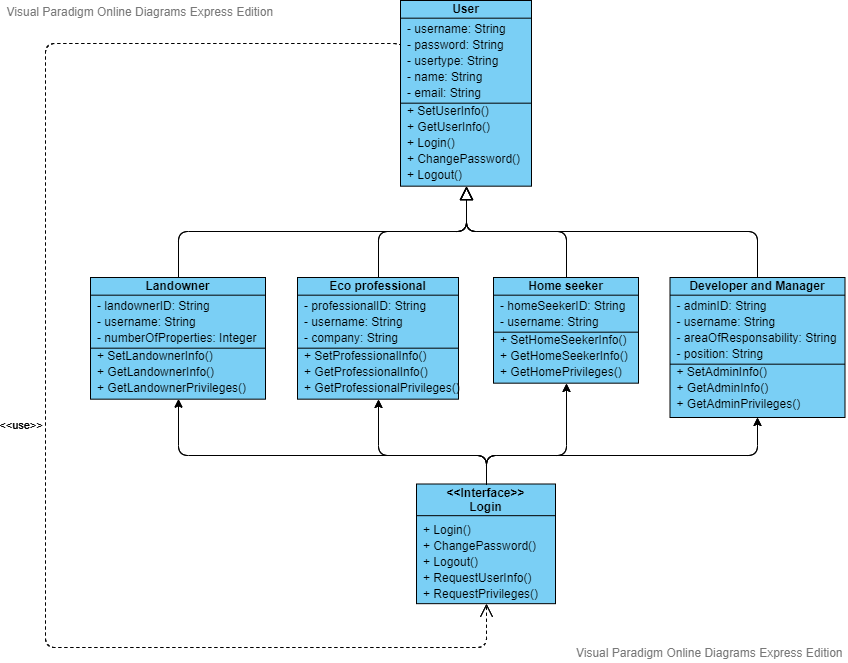 Visual Paradigm Online Diagrams Express Edition
User
- username: String
- password: String
- usertype: String
- name: String
- email: String
+ SetUserInfo()
+ GetUserInfo()
+ Login()
+ ChangePassword()
+ Logout()
Landowner
- landownerID: String
- username: String
- numberOfProperties: Integer
+ SetLandownerInfo()
+ GetLandownerInfo()
+ GetLandownerPrivileges()
Eco professional
- professionalID: String
- username: String
- company: String
+ SetProfessionalInfo()
+ GetProfessionalInfo()
+ GetProfessionalPrivileges()
Home seeker
- homeSeekerID: String
- username: String
+ SetHomeSeekerInfo()
+ GetHomeSeekerInfo()
+ GetHomePrivileges()
Developer and Manager
- adminID: String
- username: String
- areaOfResponsability: String
- position: String
+ SetAdminInfo()
+ GetAdminInfo()
+ GetAdminPrivileges()
<<use>>
<<Interface>>
Login
+ Login()
+ ChangePassword()
+ Logout()
+ RequestUserInfo()
+ RequestPrivileges()
Visual Paradigm Online Diagrams Express Edition